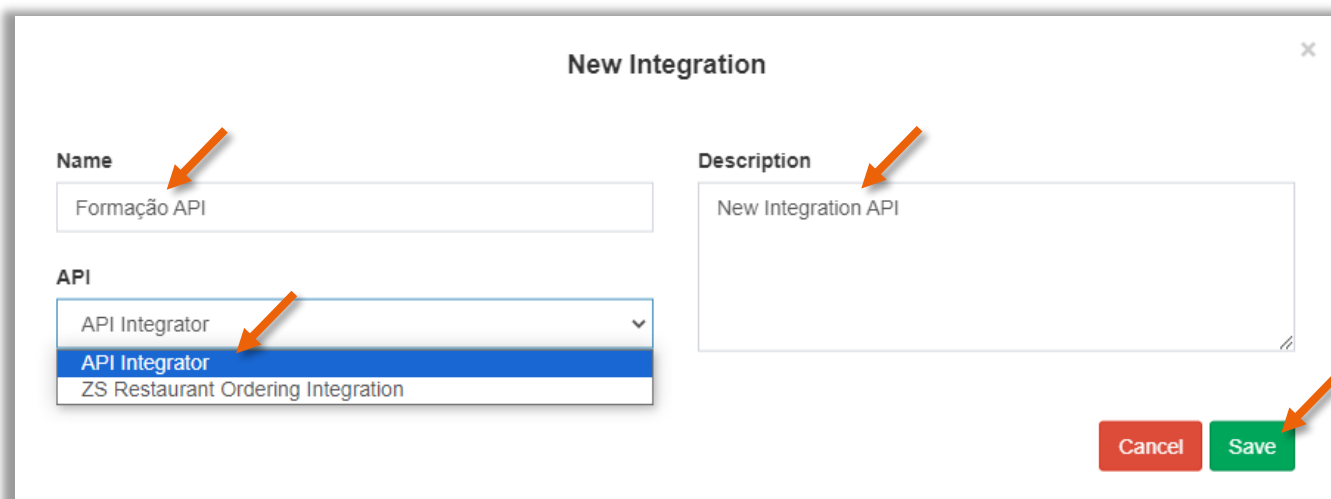 New Integration
×
Name
Formação API
API
API Integrator
API Integrator
ZS Restaurant Ordering Integration
Description
New Integration API
Cancel
Save